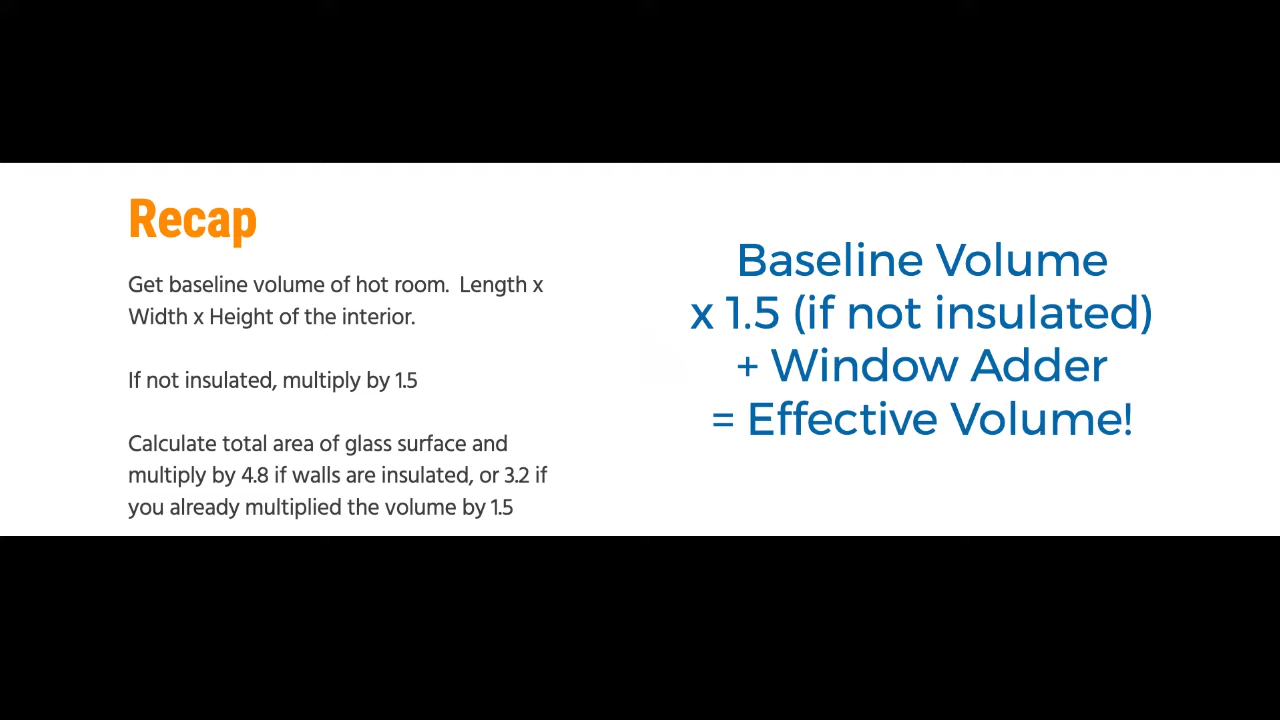 Recap
Get baseline volume of hot room.  Length x
Width x Height of the interior.
If not insulated, multiply by 1.5
Calculate total area of glass surface and
multiply by 4.8 if walls are insulated, or 3.2 if
you already multiplied the volume by 1.5
Baseline Volume
x 1.5 (if not insulated)
+ Window Adder
= Effective Volume!